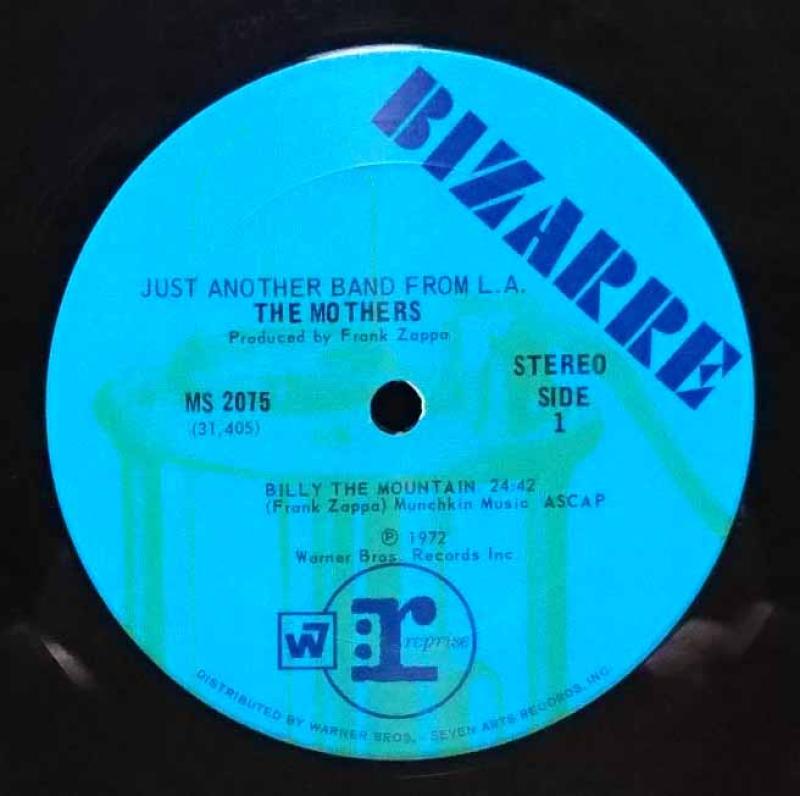 BIZARRE
JUST ANOTHER BAND FROM L.A.
THE MOTHERS
Produced by Frank Zappa
STEREO
MS 2075
SIDE
(31,405)
1
BILLY THE MOUNTAIN 24:42
(Frank Zappa) Munchkin Music ASCAP
℗ 1972
Warner Bros. Records Inc
W7
r: reprise
DISTRIBUTED BY WARNER BROS. - SEVEN ARTS RECORDS, INC.